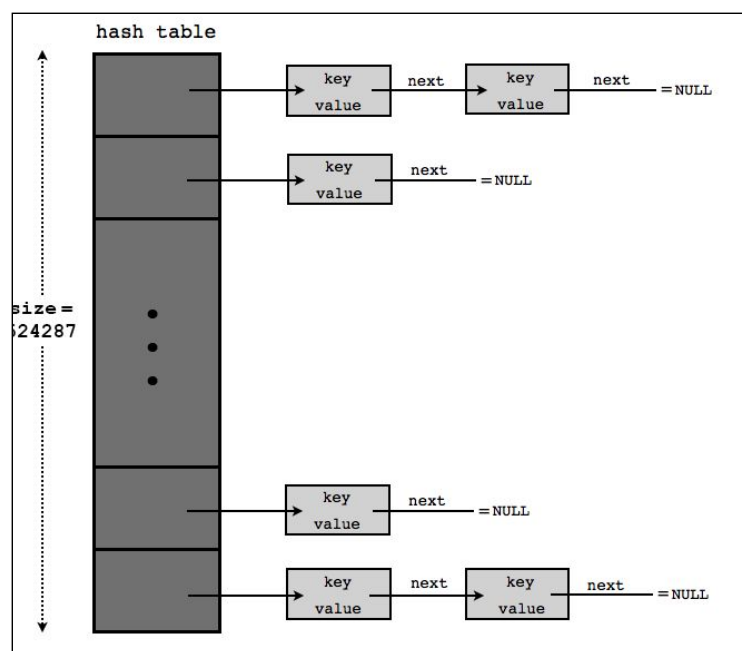 hash table
key next key next
value value = NULL
key next
value = NULL
size =
524287
key next
value = NULL
key next key next
value value = NULL